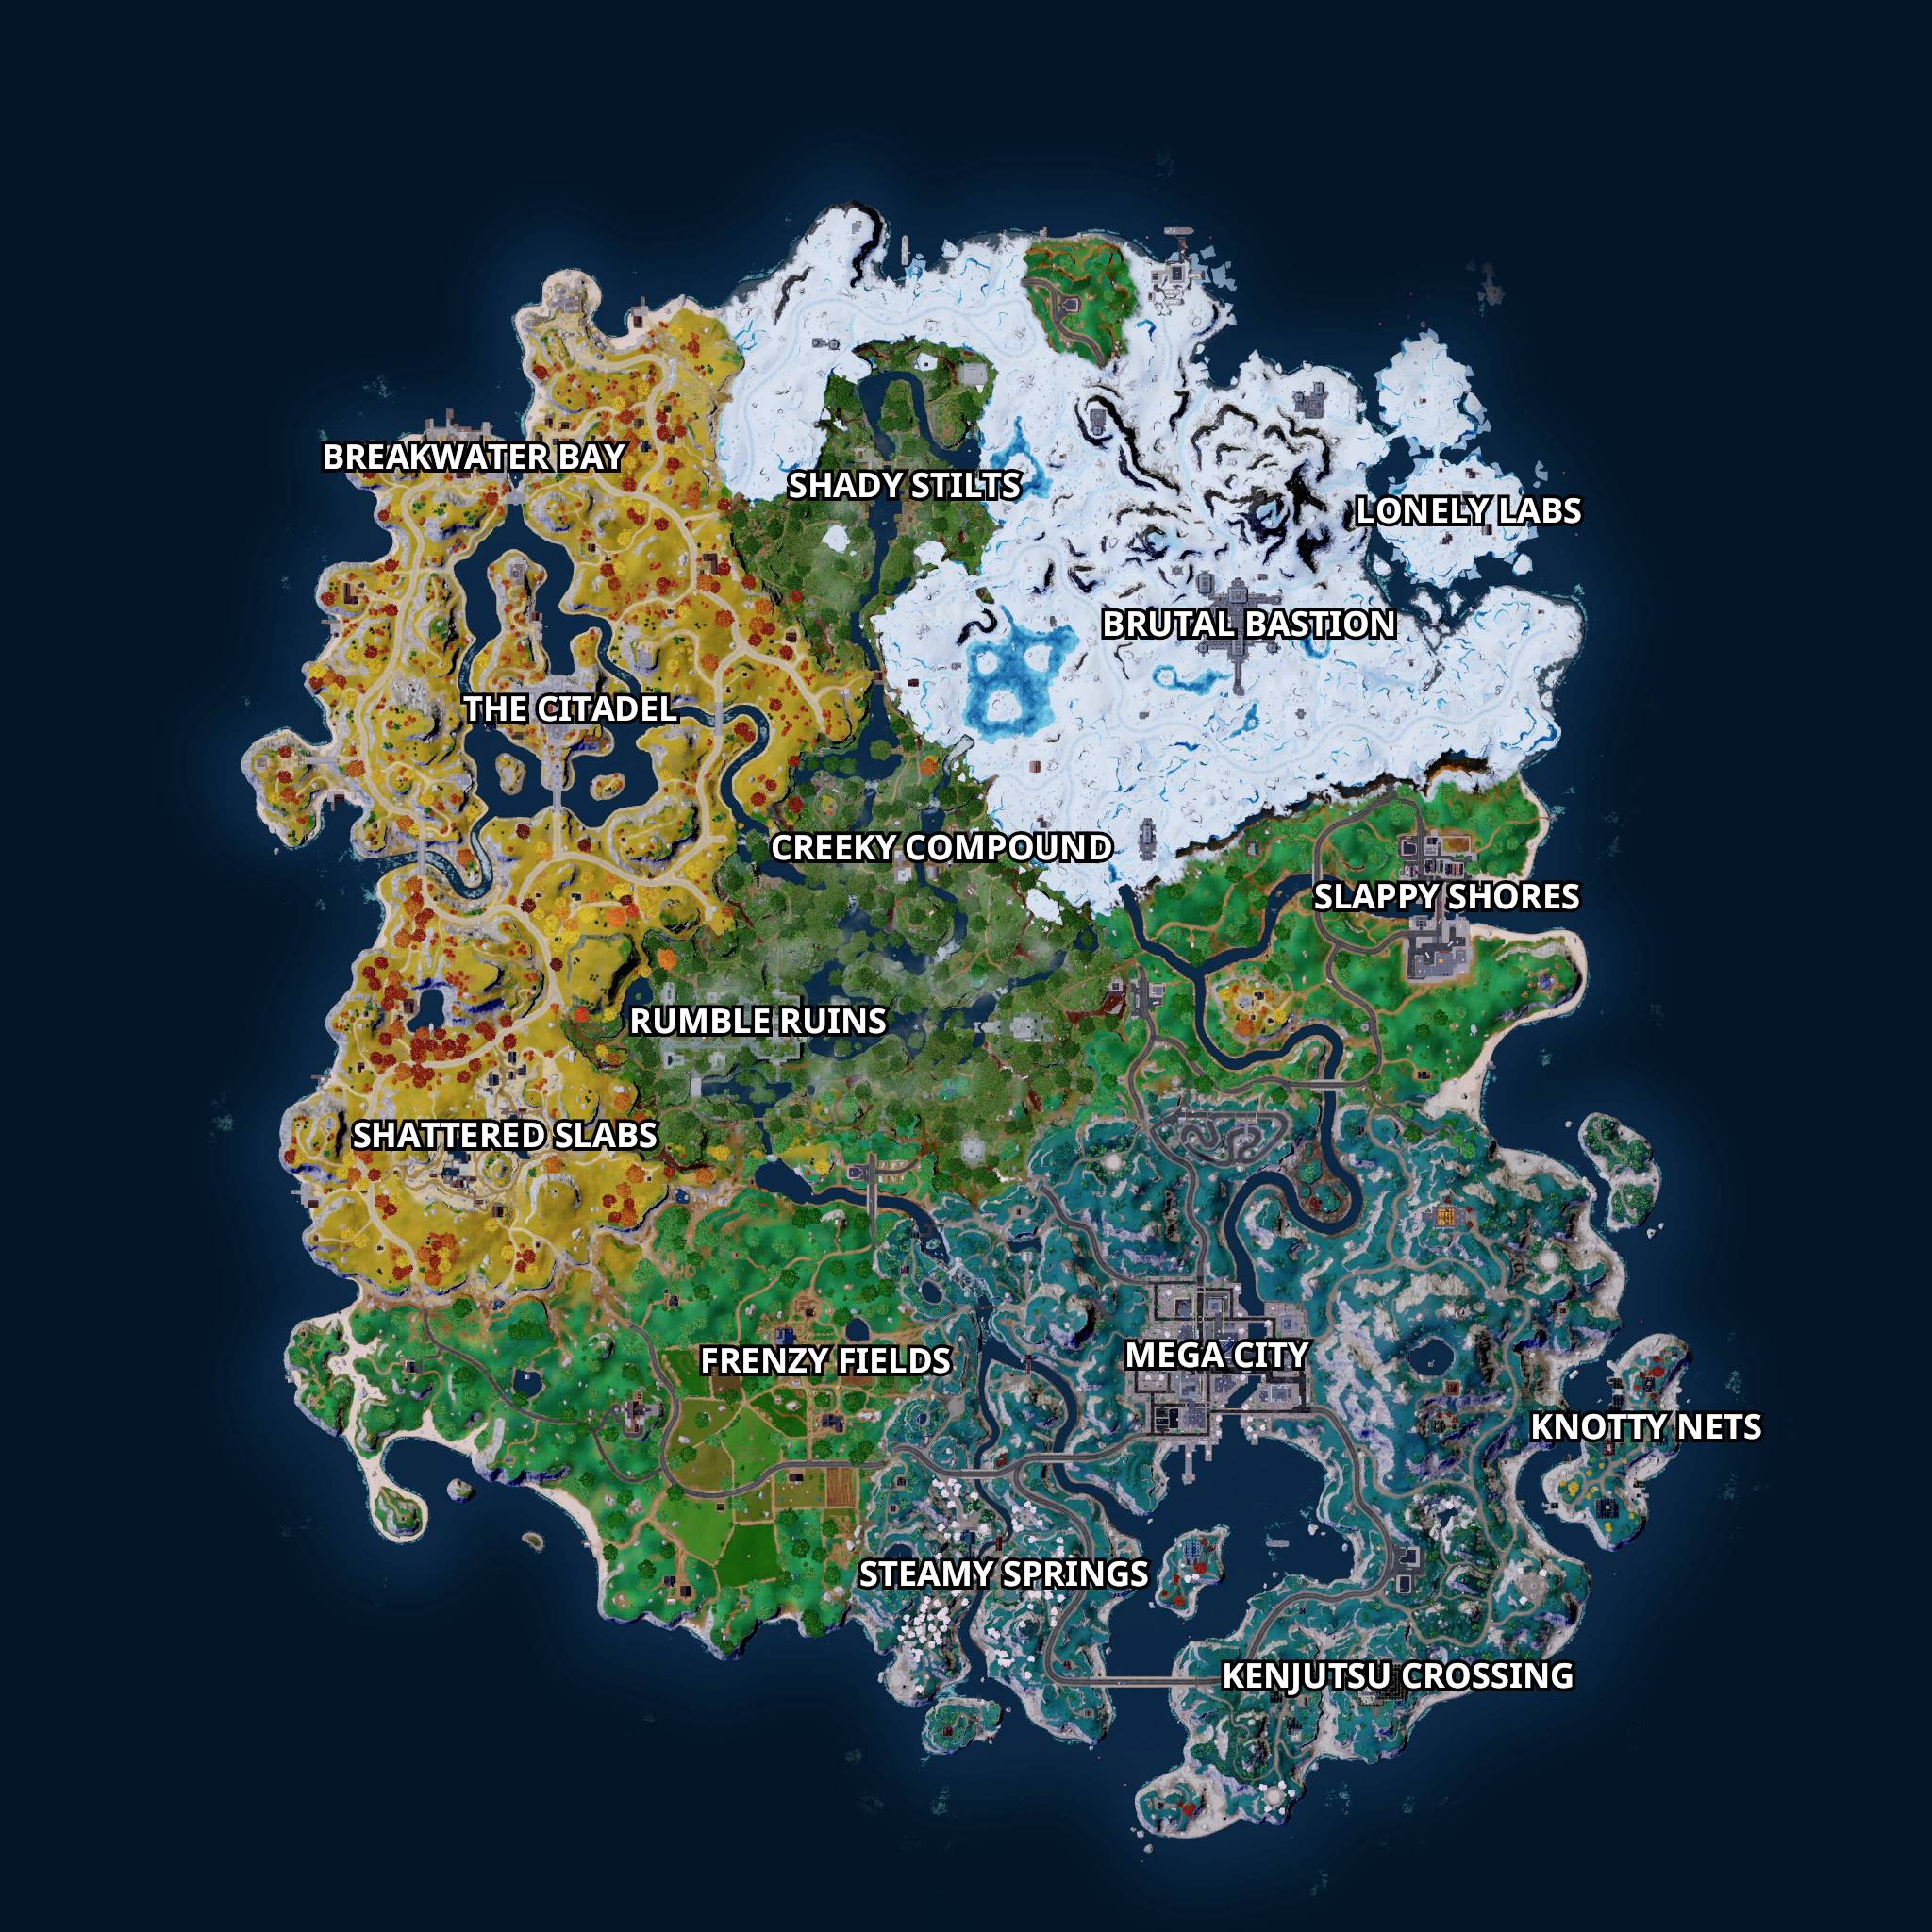 BREAKWATER BAY
SHADY STILTS
LONELY LABS
BRUTAL BASTION
THE CITADEL
CREEKY COMPOUND
SLAPPY SHORES
RUMBLE RUINS
SHATTERED SLABS
FRENZY FIELDS
MEGA CITY
KNOTTY NETS
STEAMY SPRINGS
KENJUTSU CROSSING